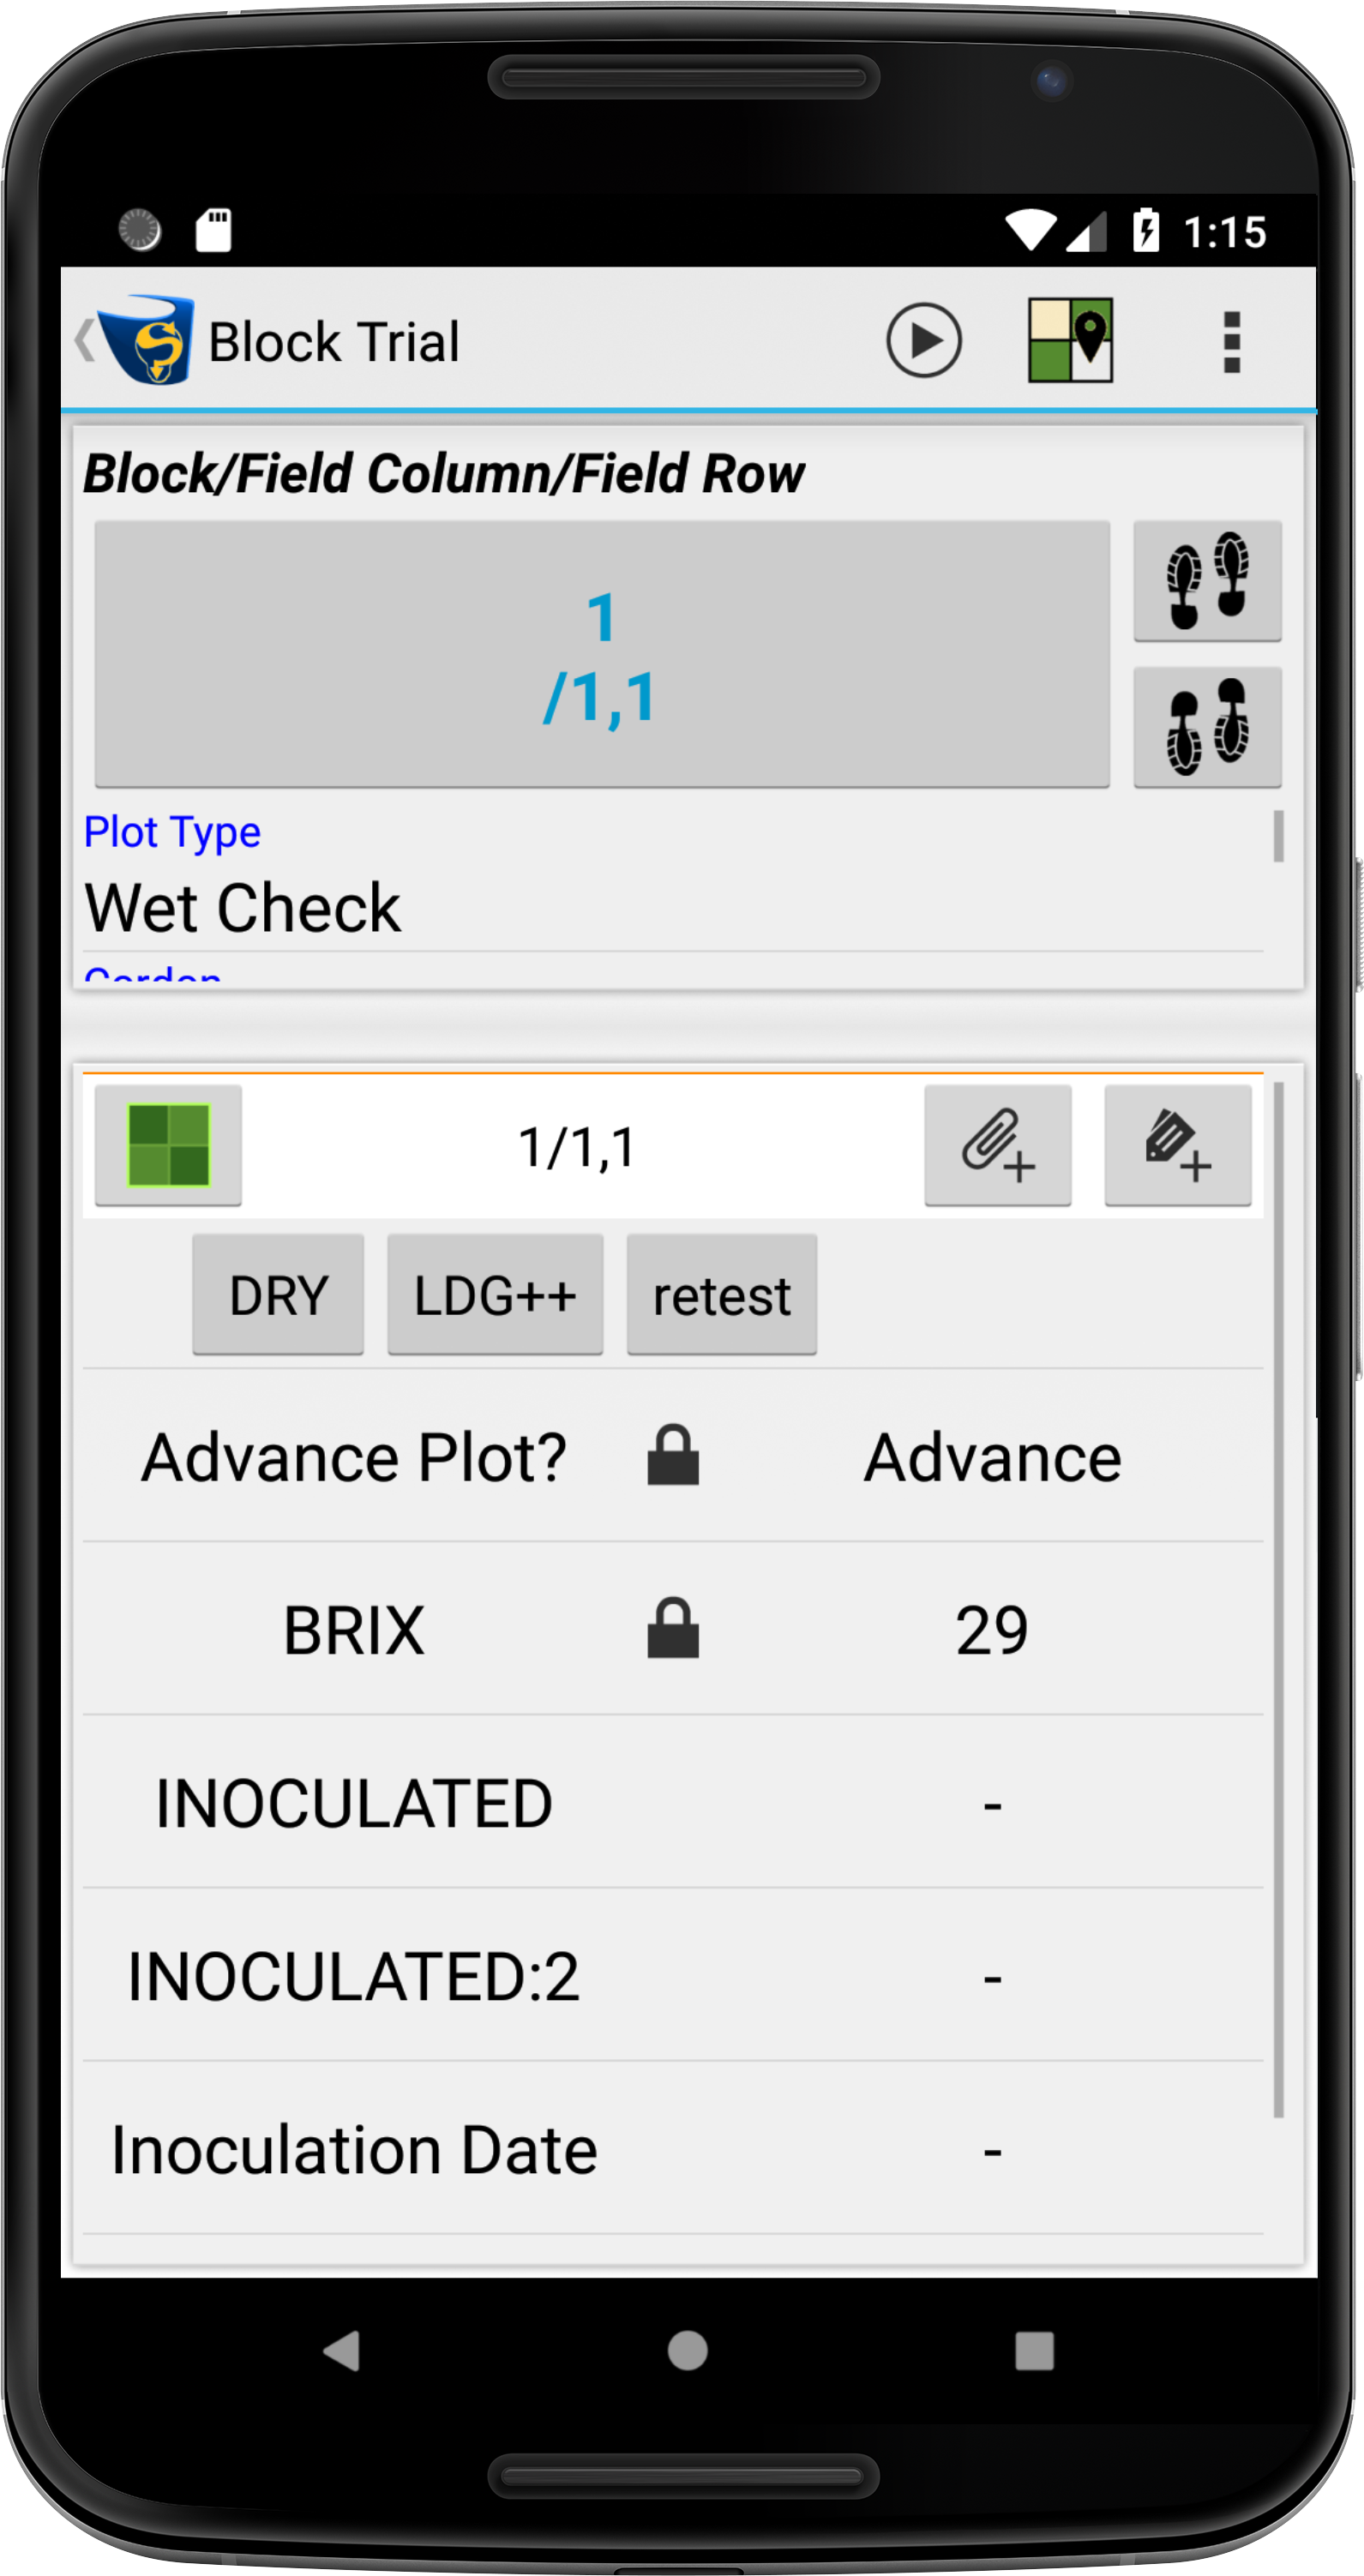 1:15
Block Trial
Block/Field Column/Field Row
1
/1,1
Plot Type
Wet Check
1/1,1
DRY LDG++ retest
Advance Plot? Advance
BRIX 29
INOCULATED -
INOCULATED:2 -
Inoculation Date -